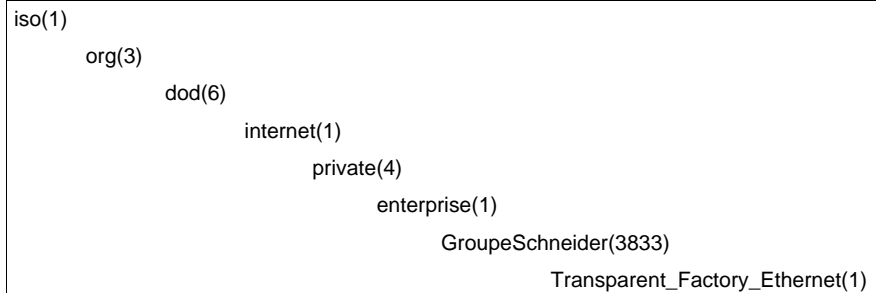 iso(1)
org(3)
dod(6)
internet(1)
private(4)
enterprise(1)
GroupeSchneider(3833)
Transparent_Factory_Ethernet(1)